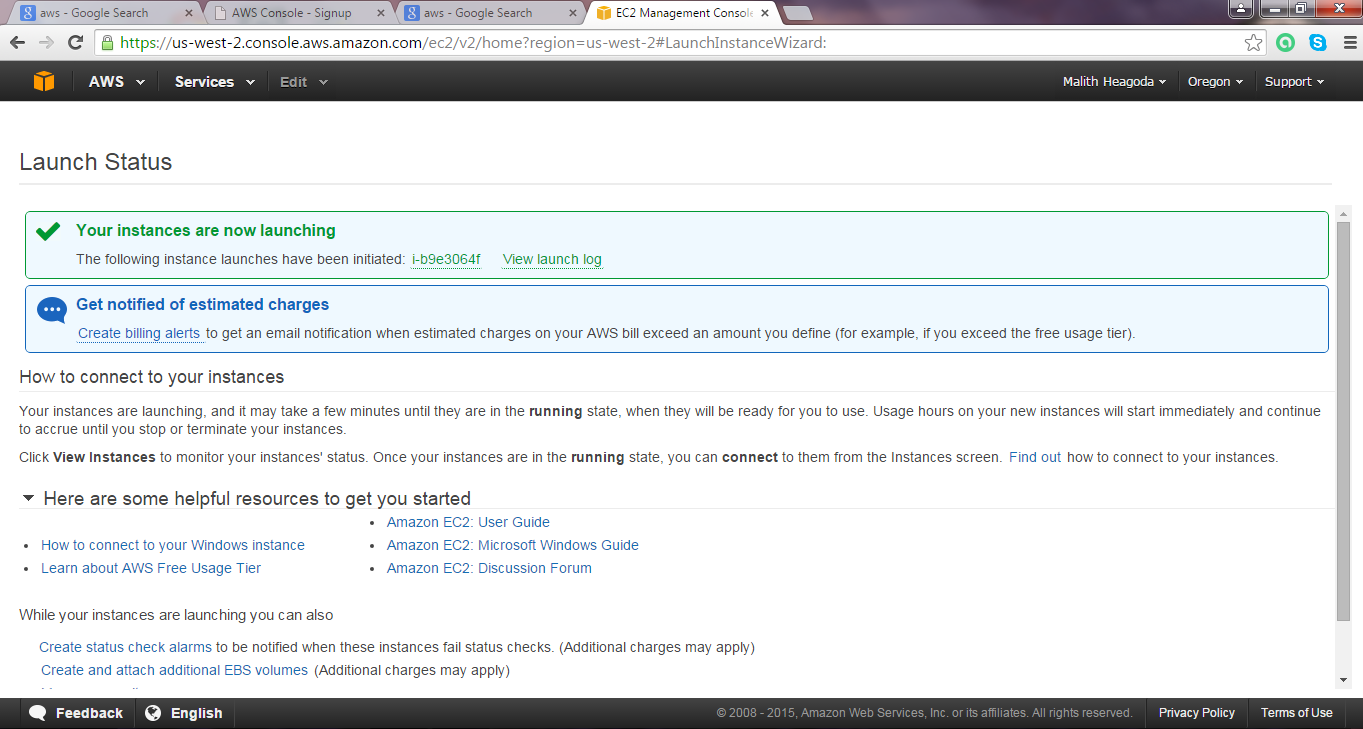 aws - Google Search
AWS Console - Signup
aws - Google Search
EC2 Management Console
https://us-west-2.console.aws.amazon.com/ec2/v2/home?region=us-west-2#LaunchInstanceWizard:
AWS Services Edit Malith Heagoda Oregon Support
Launch Status
Your instances are now launching
The following instance launches have been initiated: i-b9e3064f View launch log
Get notified of estimated charges
Create billing alerts to get an email notification when estimated charges on your AWS bill exceed an amount you define (for example, if you exceed the free usage tier).
How to connect to your instances
Your instances are launching, and it may take a few minutes until they are in the running state, when they will be ready for you to use. Usage hours on your new instances will start immediately and continue
to accrue until you stop or terminate your instances.
Click View Instances to monitor your instances' status. Once your instances are in the running state, you can connect to them from the Instances screen. Find out how to connect to your instances.
Here are some helpful resources to get you started
• How to connect to your Windows instance
• Learn about AWS Free Usage Tier
• Amazon EC2: User Guide
• Amazon EC2: Microsoft Windows Guide
• Amazon EC2: Discussion Forum
While your instances are launching you can also
Create status check alarms to be notified when these instances fail status checks. (Additional charges may apply)
Create and attach additional EBS volumes (Additional charges may apply)
Feedback English © 2008 - 2015, Amazon Web Services, Inc. or its affiliates. All rights reserved. Privacy Policy Terms of Use